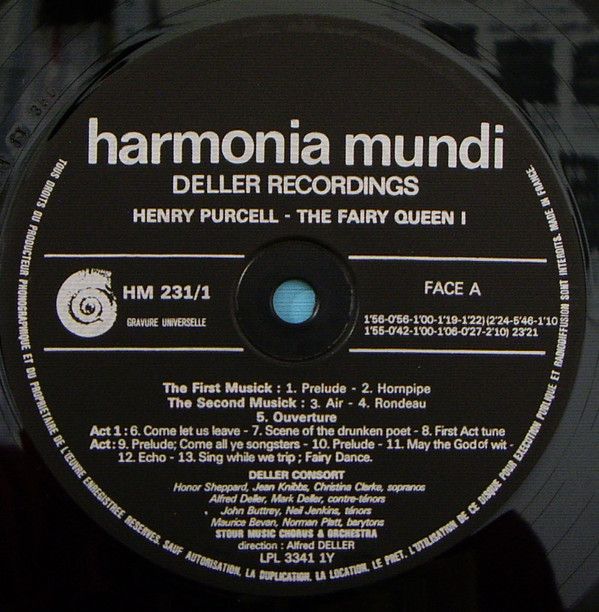 harmonia mundi
DELLER RECORDINGS
HENRY PURCELL - THE FAIRY QUEEN I
HM 231/1
GRAVURE UNIVERSELLE
FACE A
1'56-0'56-1'00-1'19-1'22)(2'24-5'46-1'10
1'55-0'42-1'00-1'06-0'27-2'10) 23'21
The First Musick : 1. Prelude - 2. Hornpipe
The Second Musick : 3. Air - 4. Rondeau
5. Ouverture
Act 1 : 6. Come let us leave - 7. Scene of the drunken poet - 8. First Act tune
Act : 9. Prelude; Come all ye songsters - 10. Prelude - 11. May the God of wit -
12. Echo - 13. Sing while we trip ; Fairy Dance.
DELLER CONSORT
Honor Sheppard, Jean Knibbs, Christina Clarke, sopranos
Alfred Deller, Mark Deller, contre-ténors
John Buttrey, Neil Jenkins, ténors
Maurice Bevan, Norman Platt, barytons
STOUR MUSIC CHORUS & ORCHESTRA
direction : Alfred DELLER
LPL 3341 1Y
TOUS DROITS DU PRODUCTEUR PHONOGRAPHIQUE ET DU PROPRIETAIRE DE L'ŒUVRE ENREGISTREE RESERVES. SAUF AUTORISATION, LA DUPLICATION, LA LOCATION, LE PRET, L'UTILISATION DE CE DISQUE POUR EXECUTION PUBLIQUE ET RADIODIFFUSION SONT INTERDITS. MADE IN FRANCE.